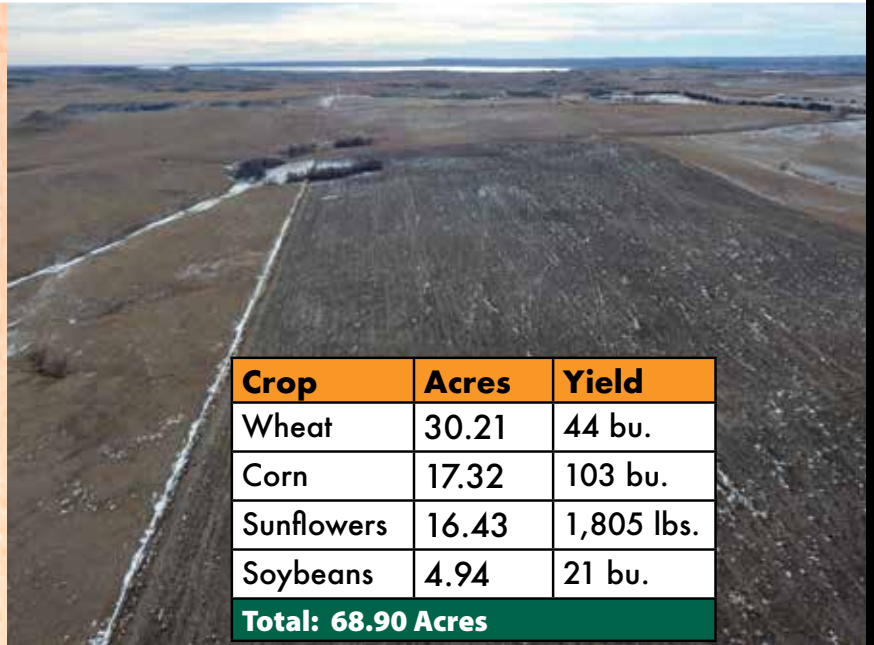 Crop Acres Yield
Wheat 30.21 44 bu.
Corn 17.32 103 bu.
Sunflowers 16.43 1,805 lbs.
Soybeans 4.94 21 bu.
Total: 68.90 Acres